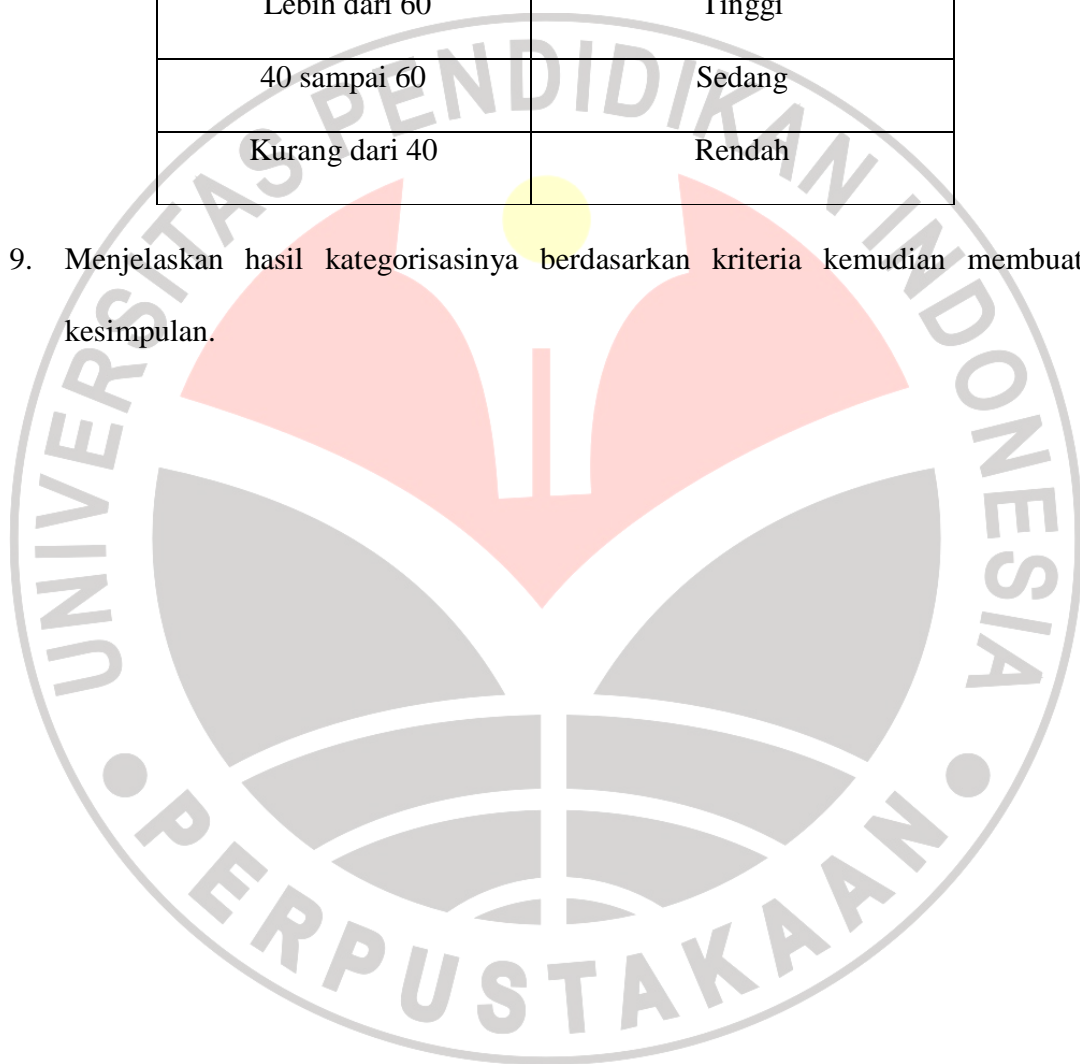 Lebih dari 60 Tinggi
40 sampai 60 Sedang
Kurang dari 40 Rendah
9. Menjelaskan hasil kategorisasinya berdasarkan kriteria kemudian membuat
kesimpulan.
UNIVERSITAS PENDIDIKAN INDONESIA
PERPUSTAKAAN